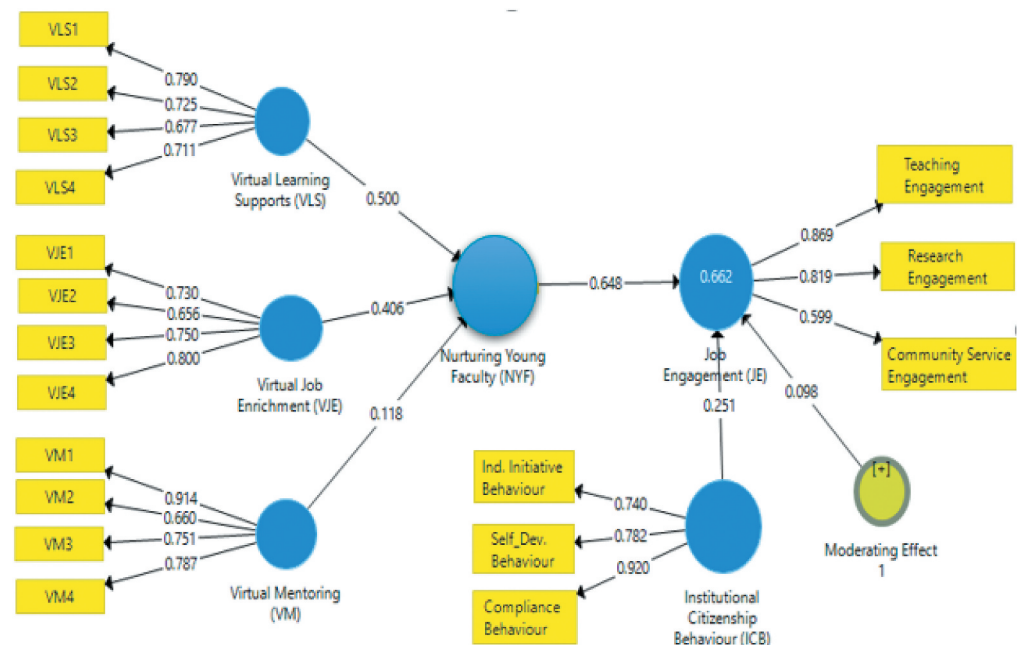 VLS1
VLS2
VLS3
VLS4
0.790
0.725
0.677
0.711
Virtual Learning
Supports (VLS)
0.500
VJE1
VJE2
VJE3
VJE4
0.730
0.656
0.750
0.800
Virtual Job
Enrichment (VJE)
0.406
VM1
VM2
VM3
VM4
0.914
0.660
0.751
0.787
Virtual Mentoring
(VM)
0.118
Nurturing Young
Faculty (NYF)
0.648
0.662
Job
Engagement (JE)
0.869
0.819
0.599
Teaching
Engagement
Research
Engagement
Community Service
Engagement
0.251
0.098
Ind. Initiative
Behaviour
Self_Dev.
Behaviour
Compliance
Behaviour
0.740
0.782
0.920
Institutional
Citizenship
Behaviour (ICB)
[+]
Moderating Effect
1